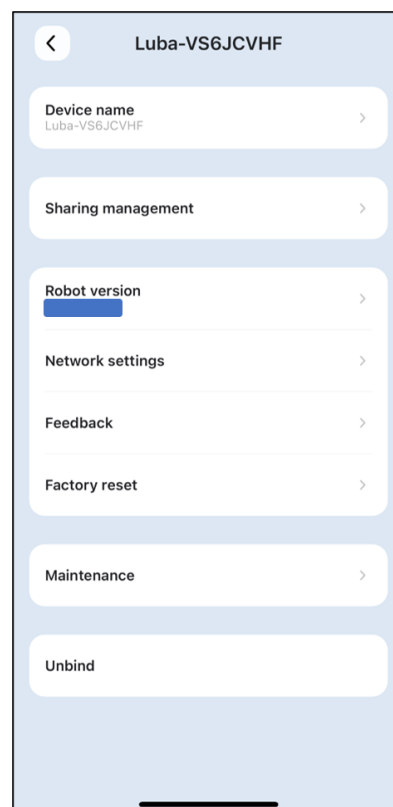 Luba-VS6JCVHF
Device name
Luba-VS6JCVHF
Sharing management
Robot version
Network settings
Feedback
Factory reset
Maintenance
Unbind